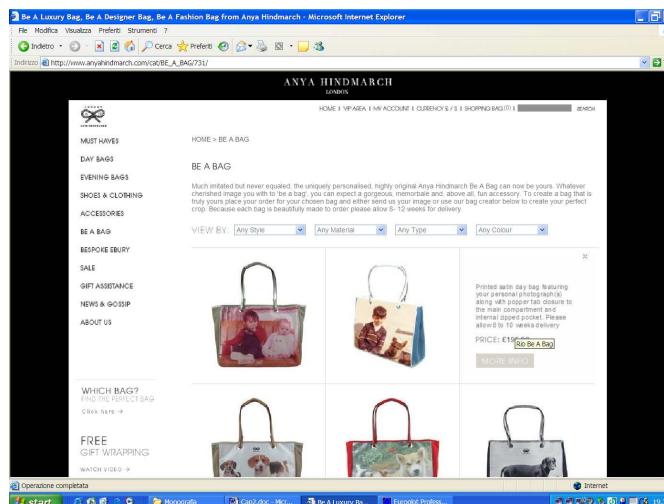 Be A Luxury Bag, Be A Designer Bag, Be A Fashion Bag from Anya Hindmarch - Microsoft Internet Explorer
File Modifica Visualizza Preferiti Strumenti ?
Indietro Cerca Preferiti
Indirizzo http://www.anyahindmarch.com/cat/BE_A_BAG/731/
ANYA HINDMARCH
LONDON
HOME | VIP AREA | MY ACCOUNT | CURRENCY £ / $ | SHOPPING BAG (0) | SEARCH
MUST HAVES
DAY BAGS
EVENING BAGS
SHOES & CLOTHING
ACCESSORIES
BE A BAG
BESPOKE EBURY
SALE
GIFT ASSISTANCE
NEWS & GOSSIP
ABOUT US
WHICH BAG?
FIND THE PERFECT BAG
Click here →
FREE
GIFT WRAPPING
WATCH VIDEO →
HOME > BE A BAG
BE A BAG
Much imitated but never equaled, the uniquely personalised, highly original Anya Hindmarch Be A Bag can now be yours. Whatever
cherished image you with to 'be a bag', you can expect a gorgeous, memorbale and, above all, fun accessory. To create a bag that is
truly yours place your order for your chosen bag and either send us your image or use our bag creator below to create your perfect
crop. Because each bag is beautifully made to order please allow 8- 12 weeks for delivery.
VIEW BY: Any Style Any Material Any Type Any Colour
Printed satin day bag featuring
your personal photograph(s)
along with popper tab closure to
the main compartment and
internal zipped pocket. Please
allow 8 to 10 weeks delivery
PRICE:
Rio Be A Bag
MORE INFO
Operazione completata Internet
start Monografia Cap2.doc - Micr... Be A Luxury Ba... Europlot Profess...